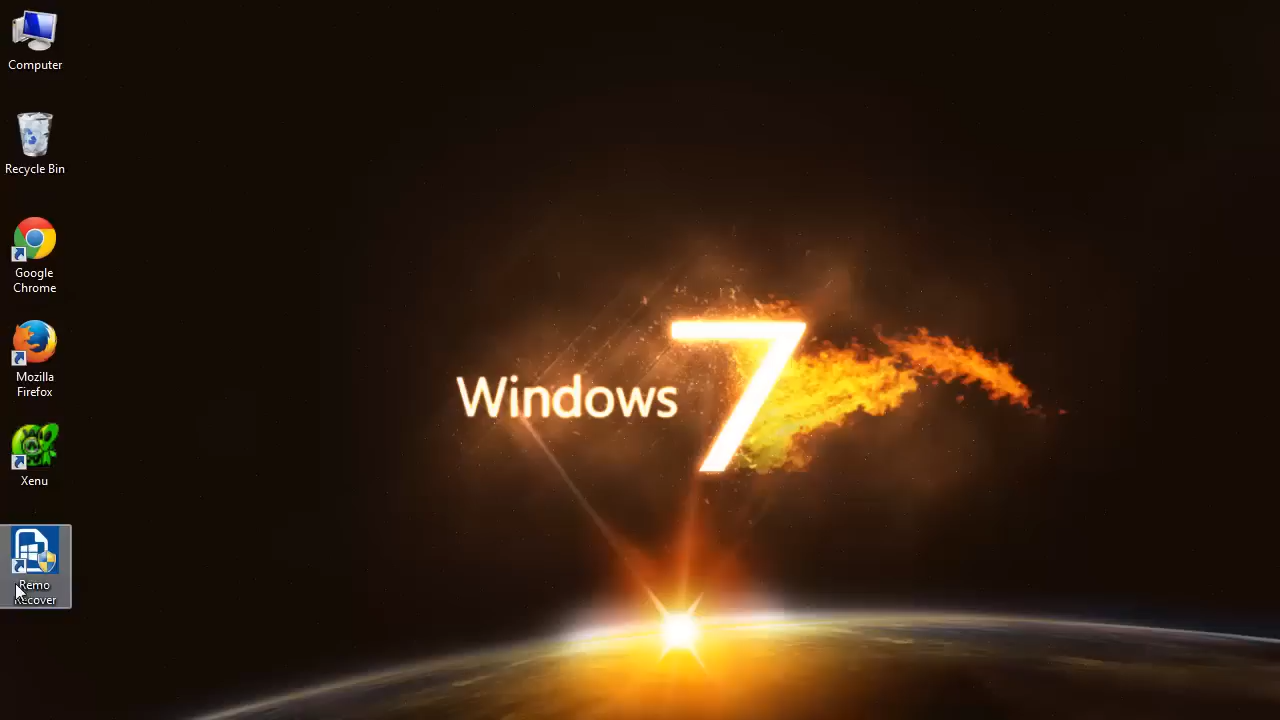 Computer
Recycle Bin
Google
Chrome
Mozilla
Firefox
Xenu
Remo
Recover
Windows 7